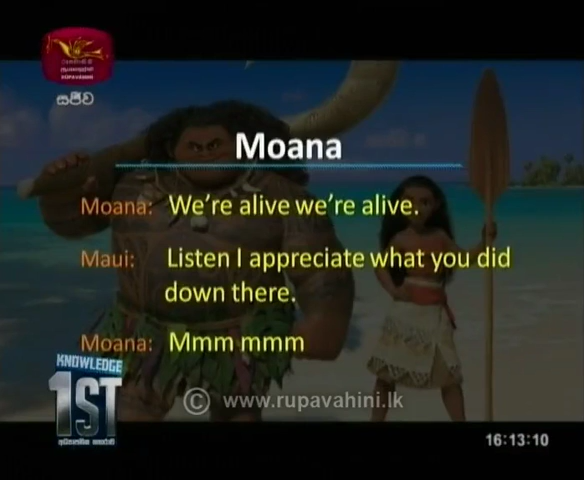 RUPAVAHINI
සජීව
Moana
Moana: We're alive we're alive.
Maui: Listen I appreciate what you did
down there.
Moana: Mmm mmm
KNOWLEDGE
1ST
© www.rupavahini.lk
16:13:10